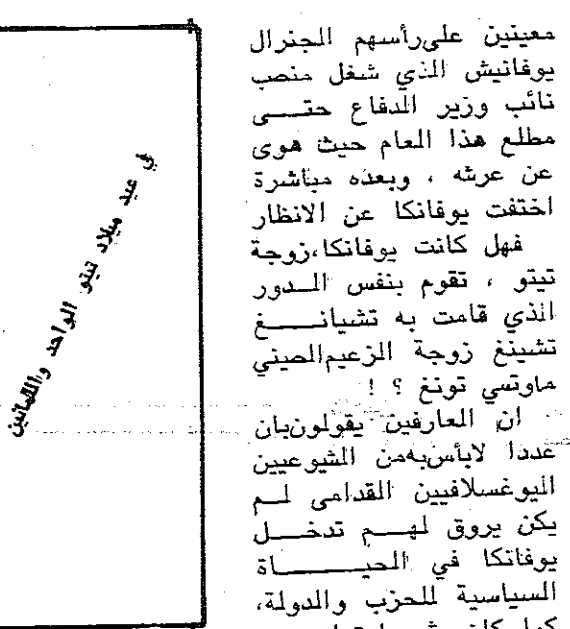 معينين على رأسهم الجنرال
يوفانيش الذي شغل منصب
نائب وزير الدفاع حتى
مطلع هذا العام حيث هوى
عن عرشه ، وبعده مباشرة
اختفت يوفانكا عن الانظار
فهل كانت يوفانكا،زوجة
تيتو ، تقوم بنفس الدور
الذي قامت به تشيانغ
تشينغ زوجة الزعيم الصيني
ماوتسي تونغ ؟ !
ان العارفين يقولون بان
عددا لابأس به من الشيوعيين
اليوغسلافيين القدامى لم
يكن يروق لهم تدخل
يوفانكا في الحياة
السياسية للحزب والدولة،
كما كان
في عيد ميلاد تيتو الواحد والثمانين